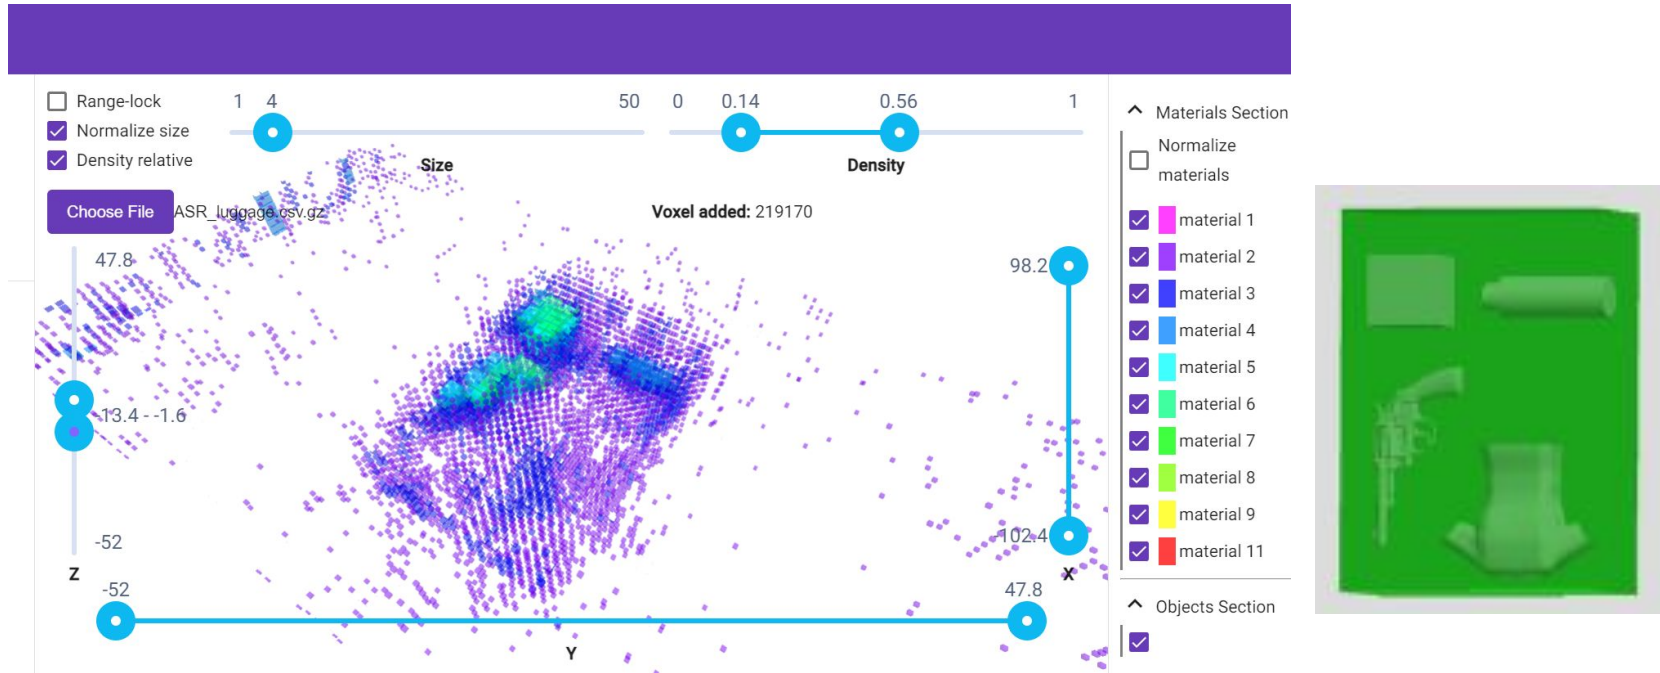 Range-lock
Normalize size
Density relative
1 4 50
Size
0 0.14 0.56 1
Density
Choose File ASR_luggage.csv.gz
Voxel added: 219170
47.8
-13.4 - -1.6
-52
Z
98.2
-102.4
X
-52 47.8
Y
Materials Section
Normalize
materials
material 1
material 2
material 3
material 4
material 5
material 6
material 7
material 8
material 9
material 11
Objects Section